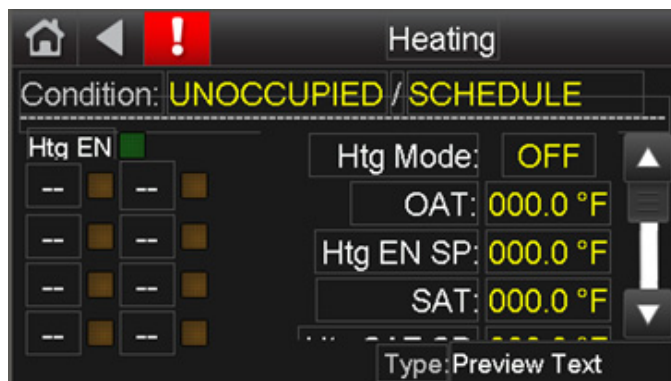 Heating
Condition: UNOCCUPIED / SCHEDULE
Htg EN
Htg Mode: OFF
-- --
OAT: 000.0 °F
-- --
Htg EN SP: 000.0 °F
-- --
SAT: 000.0 °F
-- --
Type: Preview Text